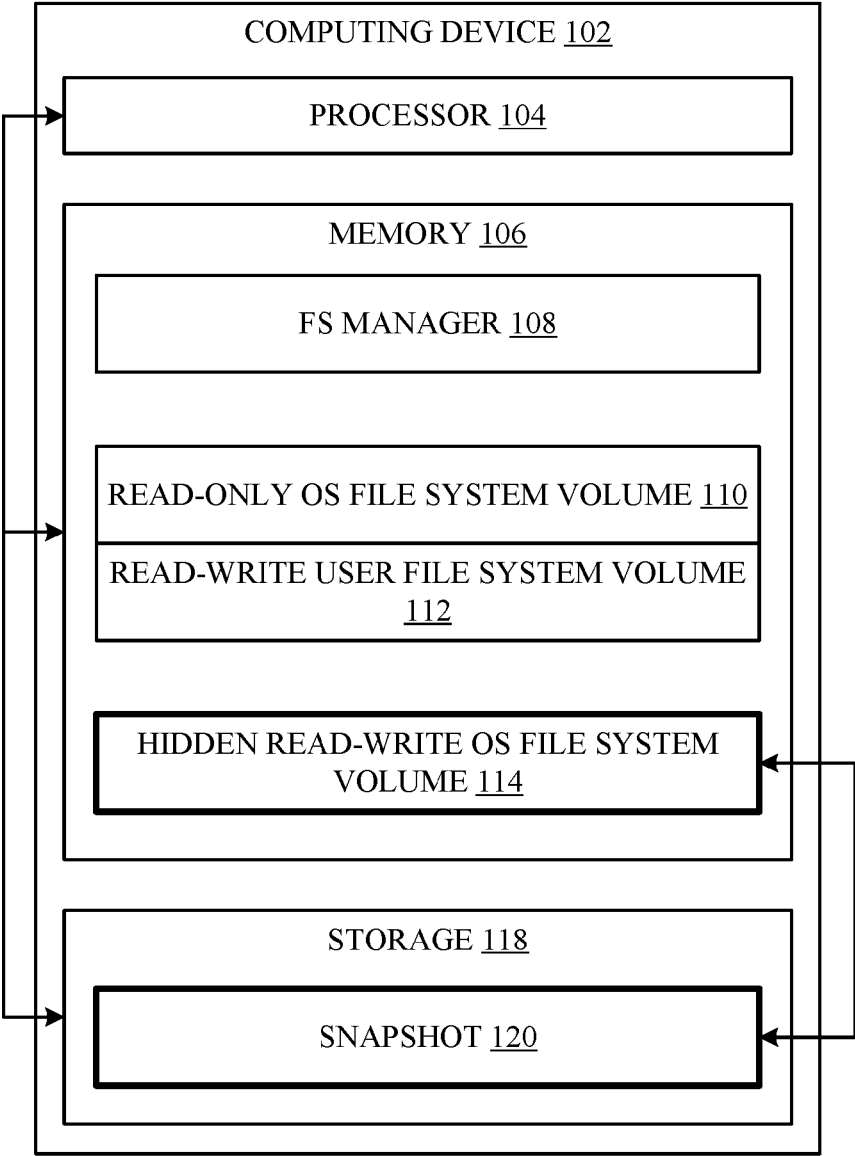 COMPUTING DEVICE 102
PROCESSOR 104
MEMORY 106
FS MANAGER 108
READ-ONLY OS FILE SYSTEM VOLUME 110
READ-WRITE USER FILE SYSTEM VOLUME
112
HIDDEN READ-WRITE OS FILE SYSTEM
VOLUME 114
STORAGE 118
SNAPSHOT 120